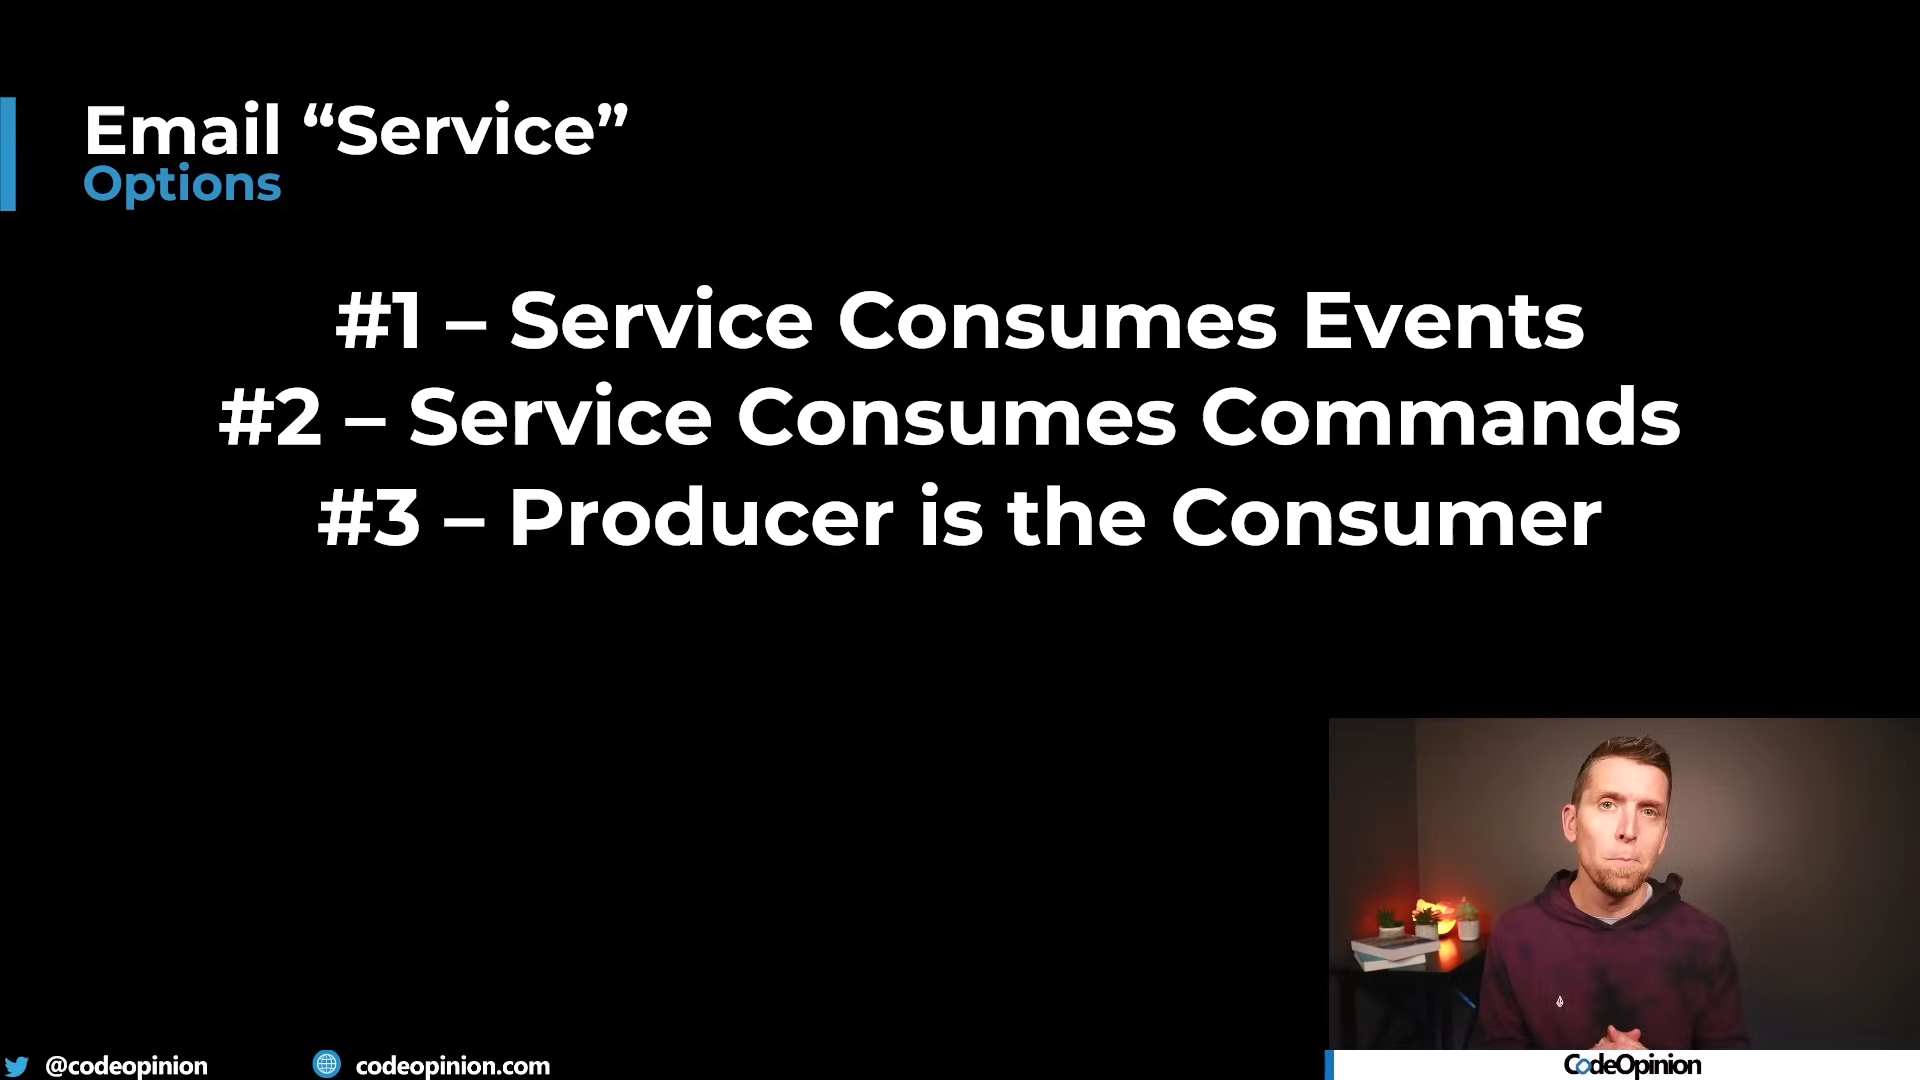 Email “Service”
Options
#1 – Service Consumes Events
#2 – Service Consumes Commands
#3 – Producer is the Consumer
@codeopinion
codeopinion.com
CodeOpinion